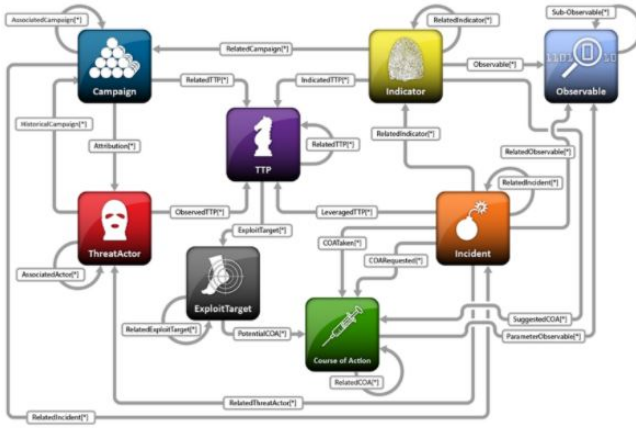 AssociatedCampaign[*]
RelatedIndicator[*]
Sub-Observable[*]
RelatedCampaign[*]
Observable[*]
Campaign
RelatedTTP[*]
IndicatedTTP[*]
Indicator
Observable
HistoricalCampaign[*]
RelatedIndicator[*]
Attribution[*]
RelatedTTP[*]
RelatedObservable[*]
TTP
RelatedIncident[*]
ObservedTTP[*]
LeveragedTTP[*]
ExploitTarget[*]
COATaken[*]
ThreatActor
Incident
COARequested[*]
AssociatedActor[*]
ExploitTarget
SuggestedCOA[*]
RelatedExploitTarget[*]
PotentialCOA[*]
ParameterObservable[*]
Course of Action
RelatedCOA[*]
RelatedThreatActor[*]
RelatedIncident[*]